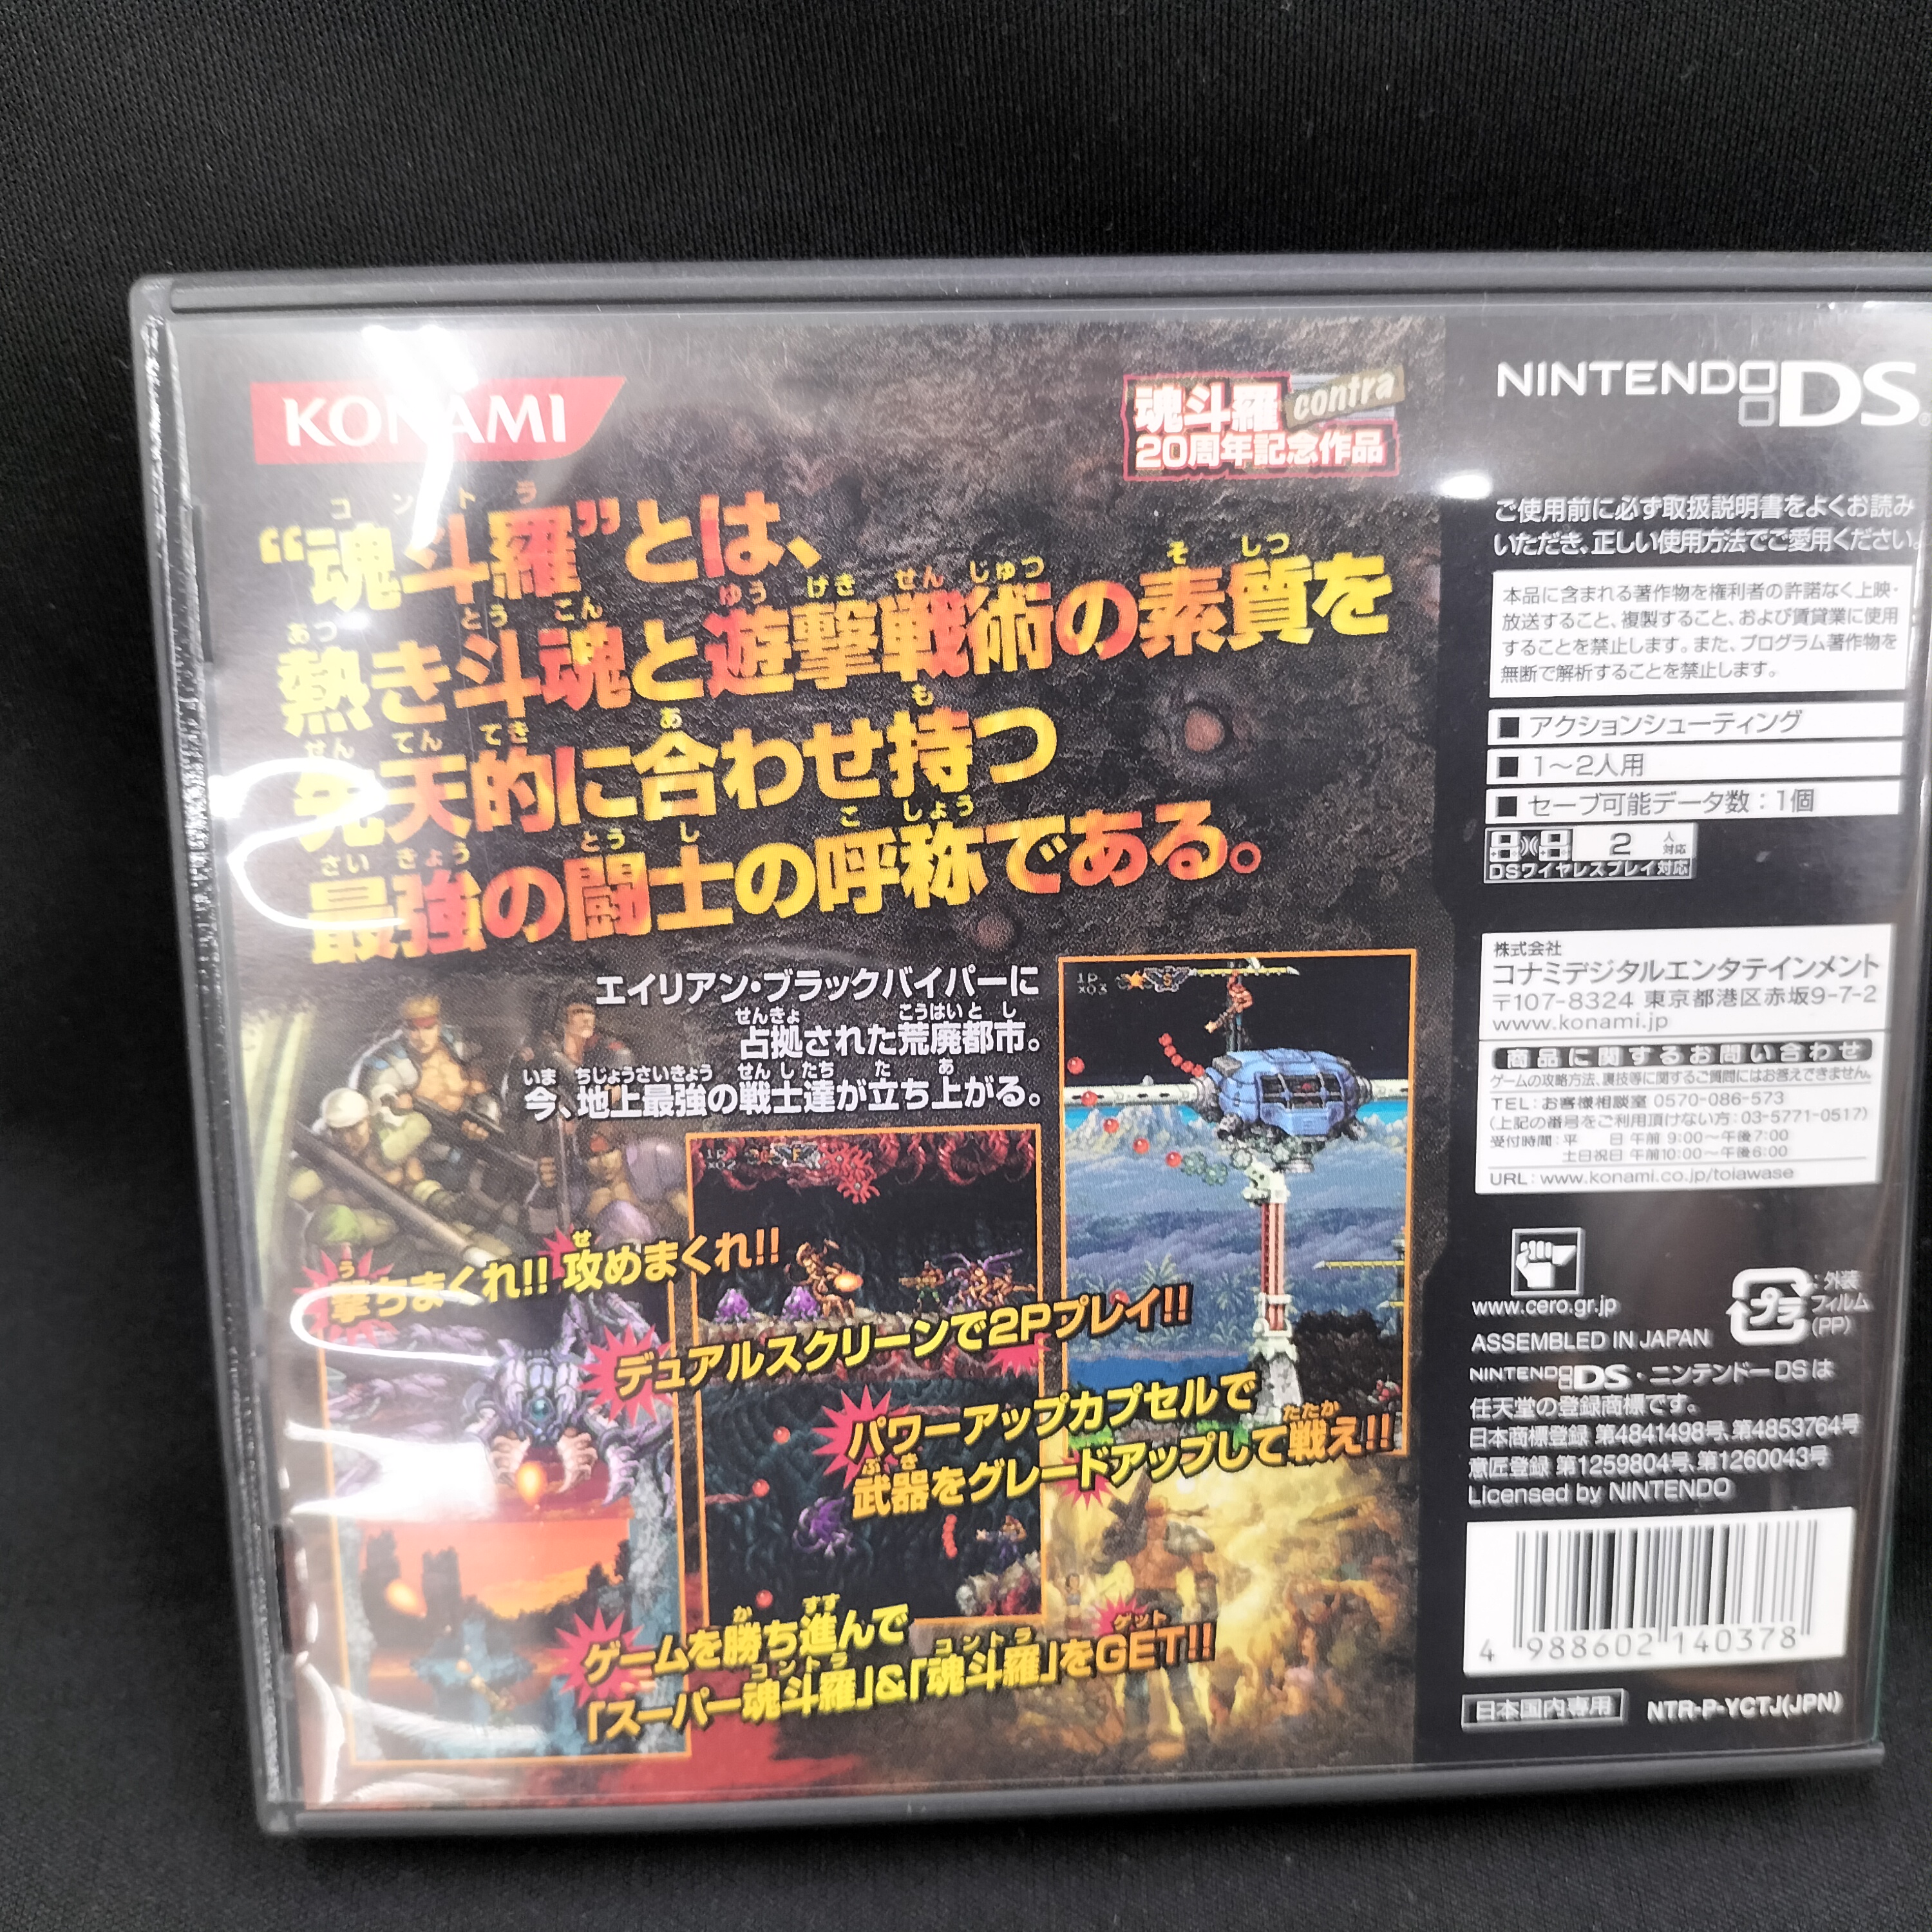 KONAMI
魂斗羅 contra
20周年記念作品
“魂斗羅”とは、
熱き斗魂と遊撃戦術の素質を
先天的に合わせ持つ
最強の闘士の呼称である。
エイリアン・ブラックバイパーに
占拠された荒廃都市。
今、地上最強の戦士達が立ち上がる。
撃ちまくれ!! 攻めまくれ!!
デュアルスクリーンで2Pプレイ!!
パワーアップカプセルで
武器をグレードアップして戦え!!
ゲームを勝ち進んで
「スーパー魂斗羅」&「魂斗羅」をGET!!
NINTENDO DS
ご使用前に必ず取扱説明書をよくお読み
いただき、正しい使用方法でご愛用ください。
本品に含まれる著作物を権利者の許諾なく上映・
放送すること、複製すること、および賃貸業に使用
することを禁止します。また、プログラム著作物を
無断で解析することを禁止します。
■ アクションシューティング
■ 1〜2人用
■ セーブ可能データ数：1個
2 人対応
DSワイヤレスプレイ対応
株式会社
コナミデジタルエンタテインメント
〒107-8324 東京都港区赤坂9-7-2
www.konami.jp
商品に関するお問い合わせ
ゲームの攻略方法、裏技等に関するご質問にはお答えできません。
TEL：お客様相談室 0570-086-573
(上記の番号をご利用頂けない方：03-5771-0517)
受付時間：平　日 午前 9:00〜午後7:00
土日祝日 午前10:00〜午後6:00
URL：www.konami.co.jp/toiawase
www.cero.gr.jp
プラ
：外装
フィルム
(PP)
ASSEMBLED IN JAPAN
NINTENDO DS・ニンテンドーDSは
任天堂の登録商標です。
日本商標登録 第4841498号、第4853764号
意匠登録 第1259804号、第1260043号
Licensed by NINTENDO
4 988602 140378
日本国内専用 NTR-P-YCTJ(JPN)